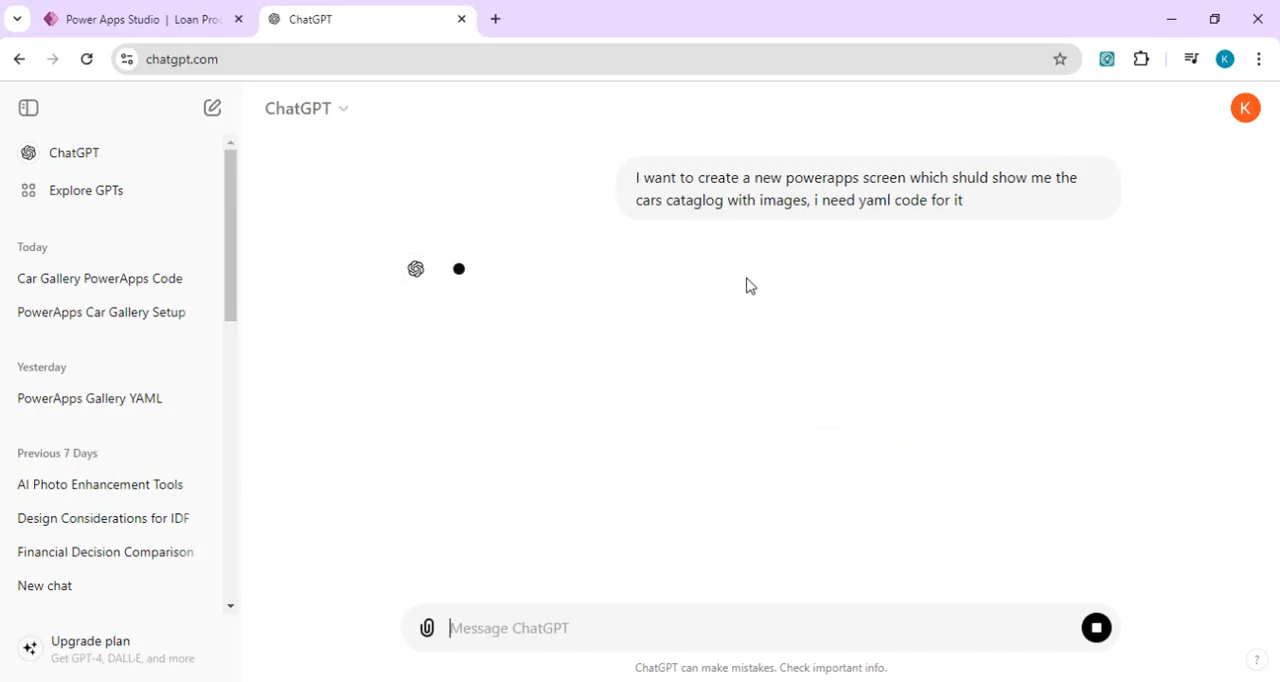 Power Apps Studio | Loan Pro
ChatGPT
chatgpt.com
K
ChatGPT
K
ChatGPT
Explore GPTs
I want to create a new powerapps screen which shuld show me the
cars cataglog with images, i need yaml code for it
Today
Car Gallery PowerApps Code
PowerApps Car Gallery Setup
Yesterday
PowerApps Gallery YAML
Previous 7 Days
AI Photo Enhancement Tools
Design Considerations for IDF
Financial Decision Comparison
New chat
Upgrade plan
Get GPT-4, DALL·E, and more
Message ChatGPT
ChatGPT can make mistakes. Check important info.
?